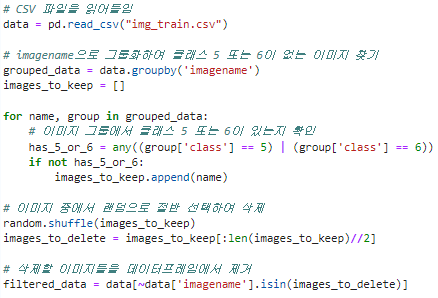 # CSV 파일을 읽어들임
data = pd.read_csv("img_train.csv")
# imagename으로 그룹화하여 클래스 5 또는 6이 없는 이미지 찾기
grouped_data = data.groupby('imagename')
images_to_keep = []
for name, group in grouped_data:
    # 이미지 그룹에서 클래스 5 또는 6이 있는지 확인
    has_5_or_6 = any((group['class'] == 5) | (group['class'] == 6))
    if not has_5_or_6:
        images_to_keep.append(name)
# 이미지 중에서 랜덤으로 절반 선택하여 삭제
random.shuffle(images_to_keep)
images_to_delete = images_to_keep[:len(images_to_keep)//2]
# 삭제할 이미지들을 데이터프레임에서 제거
filtered_data = data[~data['imagename'].isin(images_to_delete)]